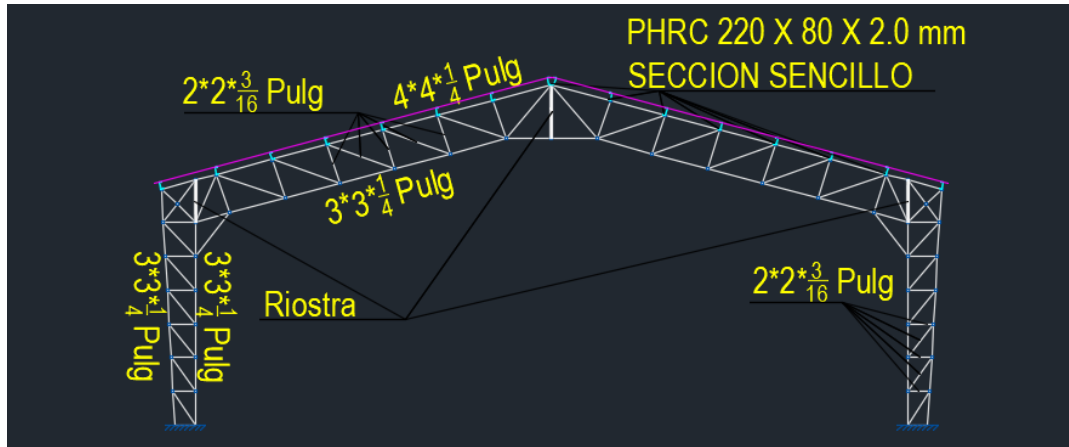 PHRC 220 X 80 X 2.0 mm
SECCION SENCILLO
2*2*3/16 Pulg
4*4*1/4 Pulg
3*3*1/4 Pulg
3*3*1/4 Pulg
3*3*1/4 Pulg
Riostra
2*2*3/16 Pulg